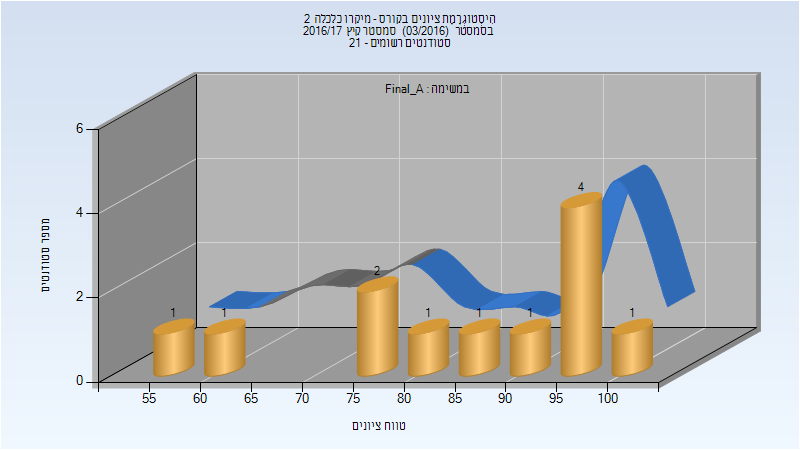 היסטוגרמת ציונים בקורס - מיקרו כלכלה 2
בסמסטר (03/2016) סמסטר קיץ 2016/17
סטודנטים רשומים - 21
במשימה : Final_A
מספר סטודנטים
6
4
2
0
1
1
2
1
1
1
4
1
55 60 65 70 75 80 85 90 95 100
טווח ציונים